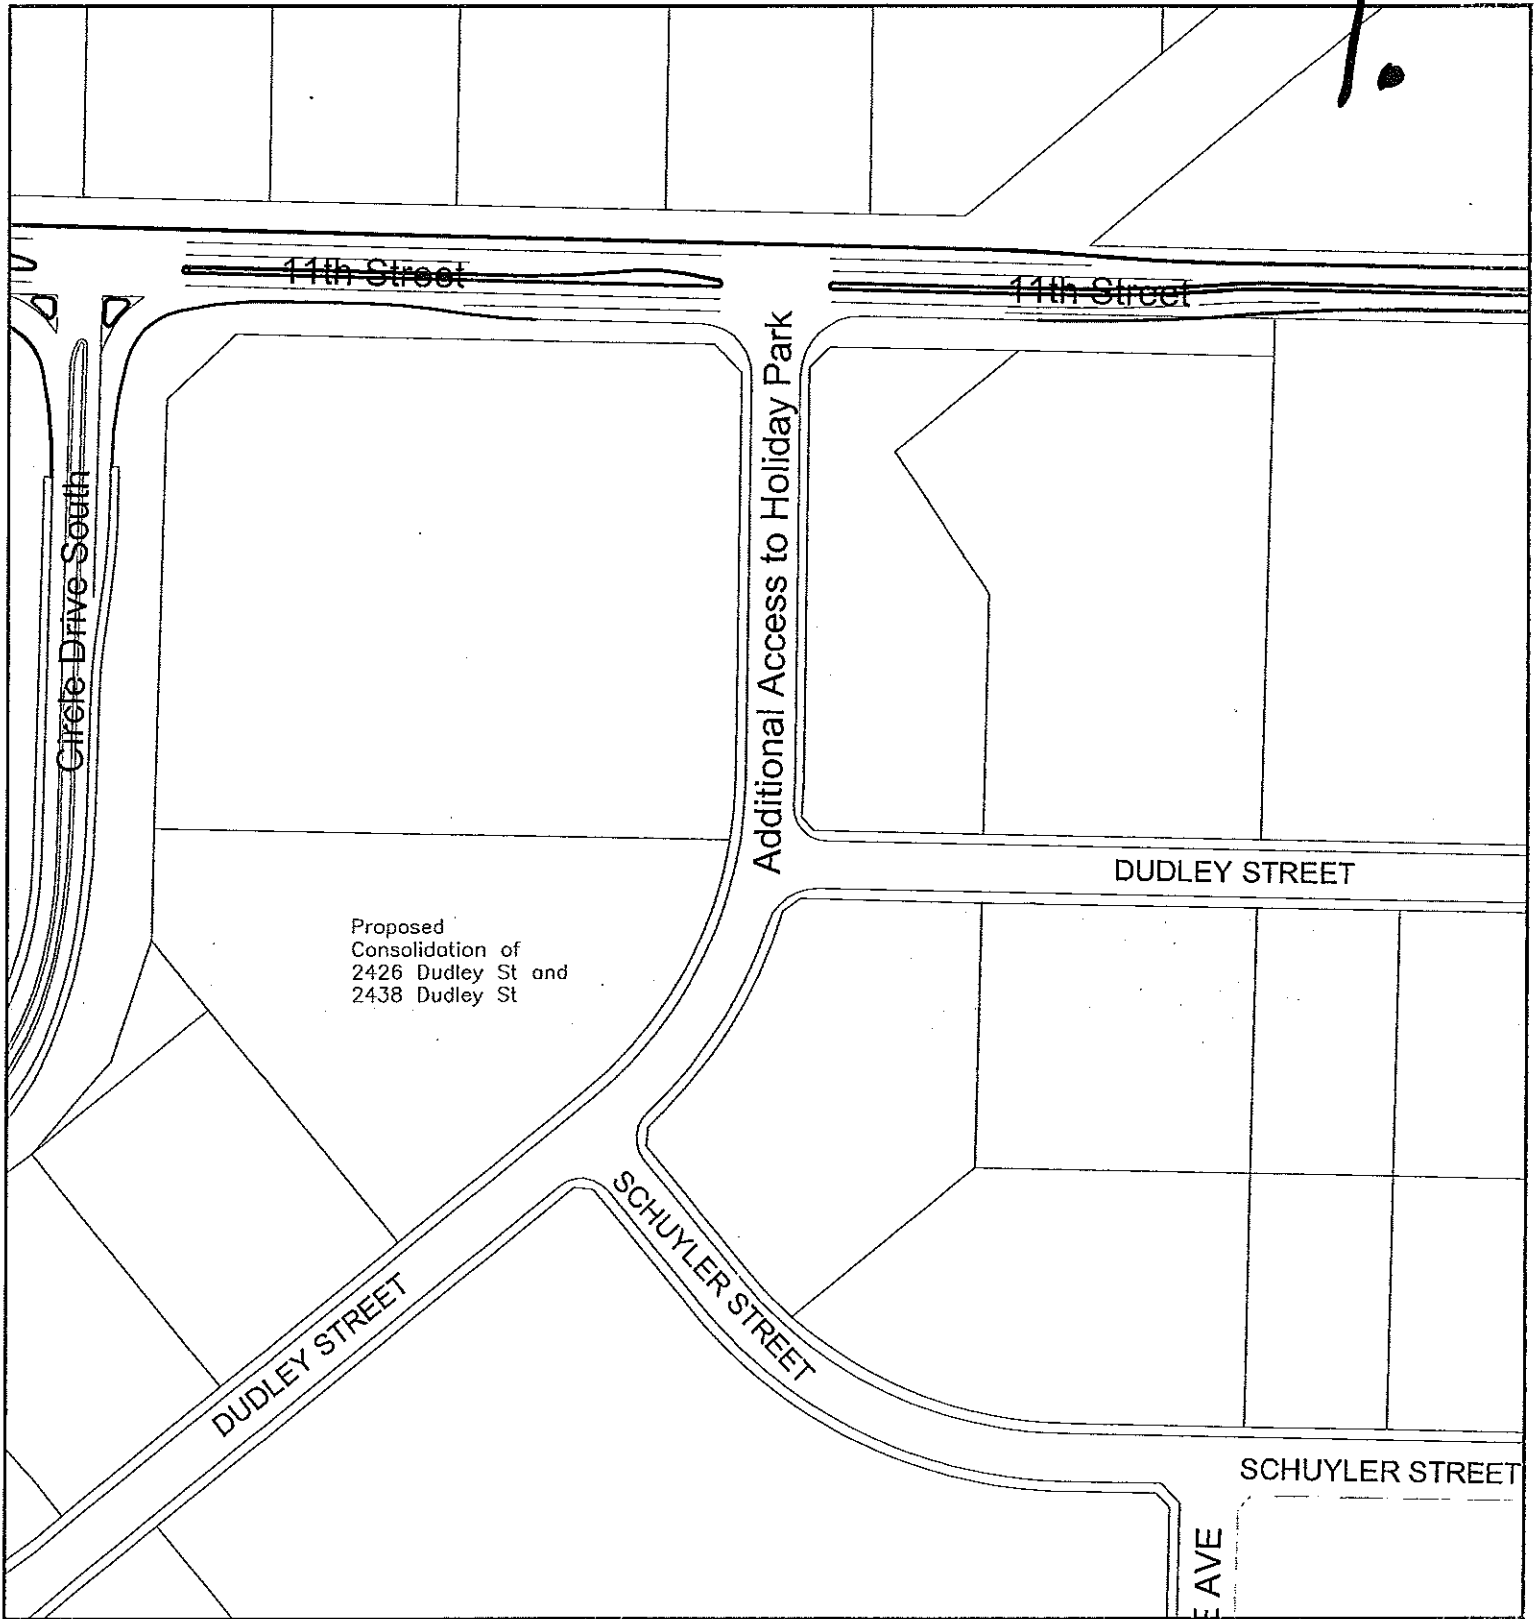 1.
11th Street
11th Street
Circle Drive South
Additional Access to Holiday Park
DUDLEY STREET
Proposed
Consolidation of
2426 Dudley St and
2438 Dudley St
SCHUYLER STREET
DUDLEY STREET
SCHUYLER STREET
E AVE